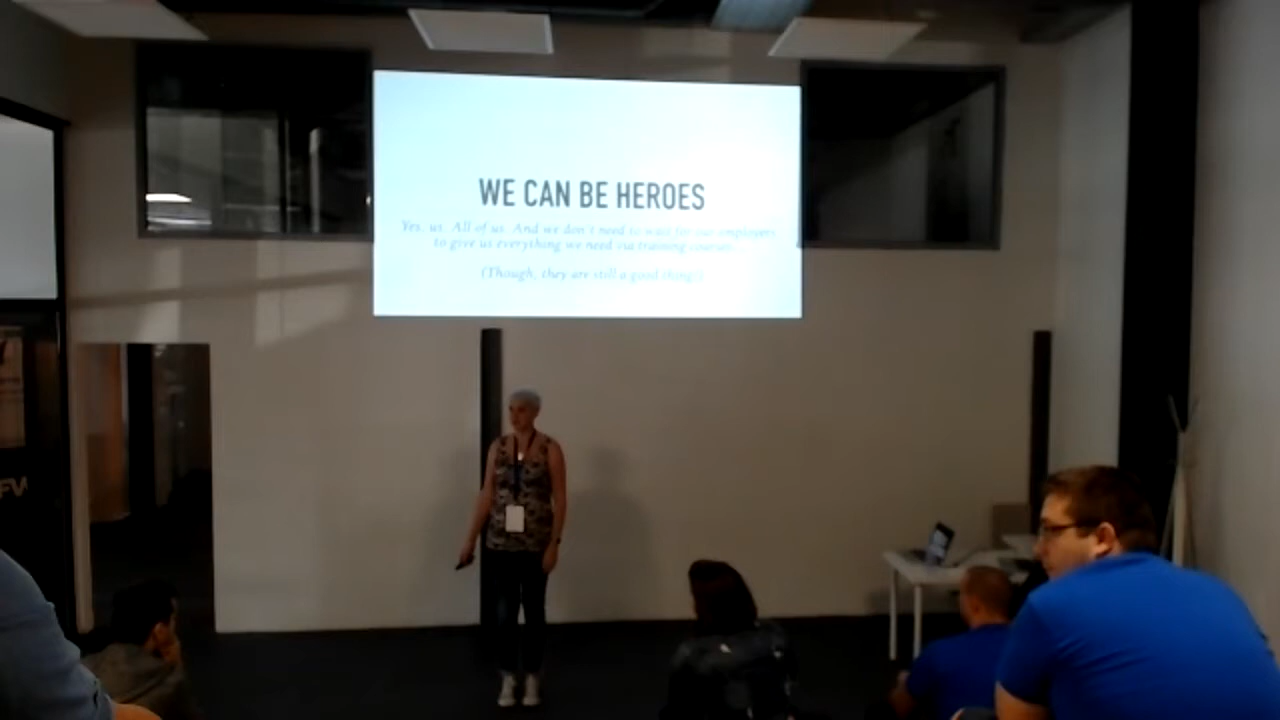 WE CAN BE HEROES
Yes, us. All of us. And we don't need to wait for our employers
to give us everything we need via training courses.
(Though, they are still a good thing!)